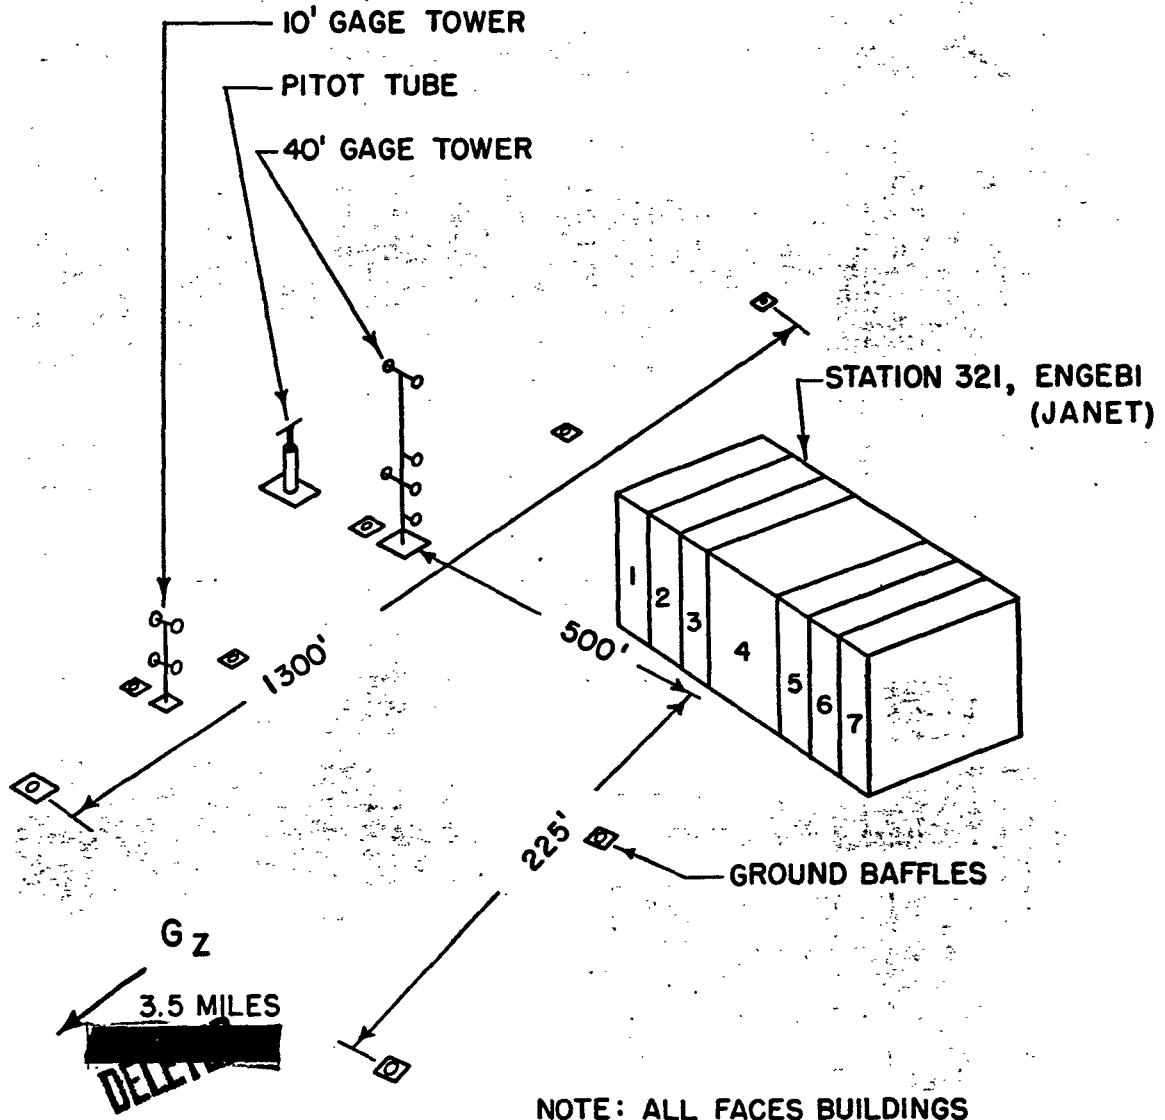 10' GAGE TOWER
PITOT TUBE
40' GAGE TOWER
STATION 321, ENGEBI
(JANET)
1
2
3
4
5
6
7
500'
1300'
225'
GROUND BAFFLES
GZ
3.5 MILES
NOTE: ALL FACES BUILDINGS